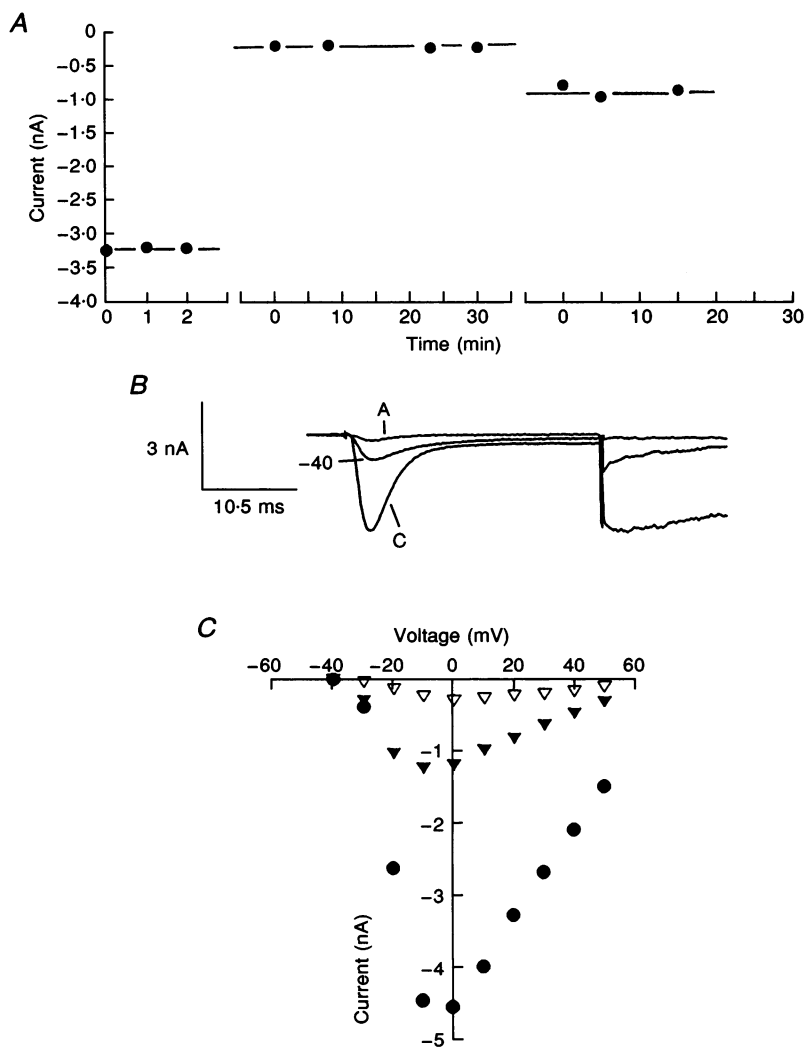 A
0
−0·5
−1·0
−1·5
−2·0
−2·5
−3·0
−3·5
−4·0
Current (nA)
0 1 2 0 10 20 30 0 10 20 30
Time (min)
B
3 nA
10·5 ms
A
−40
C
C
Voltage (mV)
−60 −40 −20 0 20 40 60
−1
−2
−3
−4
−5
Current (nA)